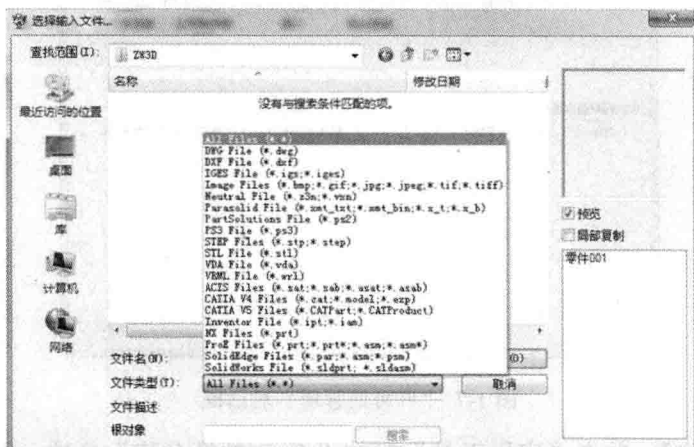 选择输入文件...
查找范围(I):
ZW3D
名称
修改日期
没有与搜索条件匹配的项。
最近访问的位置
桌面
库
计算机
网络
All Files (*.*)
DWG File (*.dwg)
DXF File (*.dxf)
IGES File (*.igs;*.iges)
Image Files (*.bmp;*.gif;*.jpg;*.jpeg;*.tif;*.tiff)
Neutral File (*.z3n;*.vxn)
Parasolid File (*.xmt_txt;*.xmt_bin;*.x_t;*.x_b)
PartSolutions File (*.ps2)
PS3 File (*.ps3)
STEP Files (*.stp;*.step)
STL File (*.stl)
VDA File (*.vda)
VRML File (*.wrl)
ACIS Files (*.sat;*.sab;*.asat;*.asab)
CATIA V4 Files (*.cat;*.model;*.exp)
CATIA V5 Files (*.CATPart;*.CATProduct)
Inventor File (*.ipt;*.iam)
NX Files (*.prt)
ProE Files (*.prt;*.prt*;*.asm;*.asm*)
SolidEdge Files (*.par;*.asm;*.psm)
SolidWorks File (*.sldprt; *.sldasm)
预览
局部复制
零件001
文件名(N):
(O)
文件类型(T):
All Files (*.*)
取消
文件描述
根对象
搜索